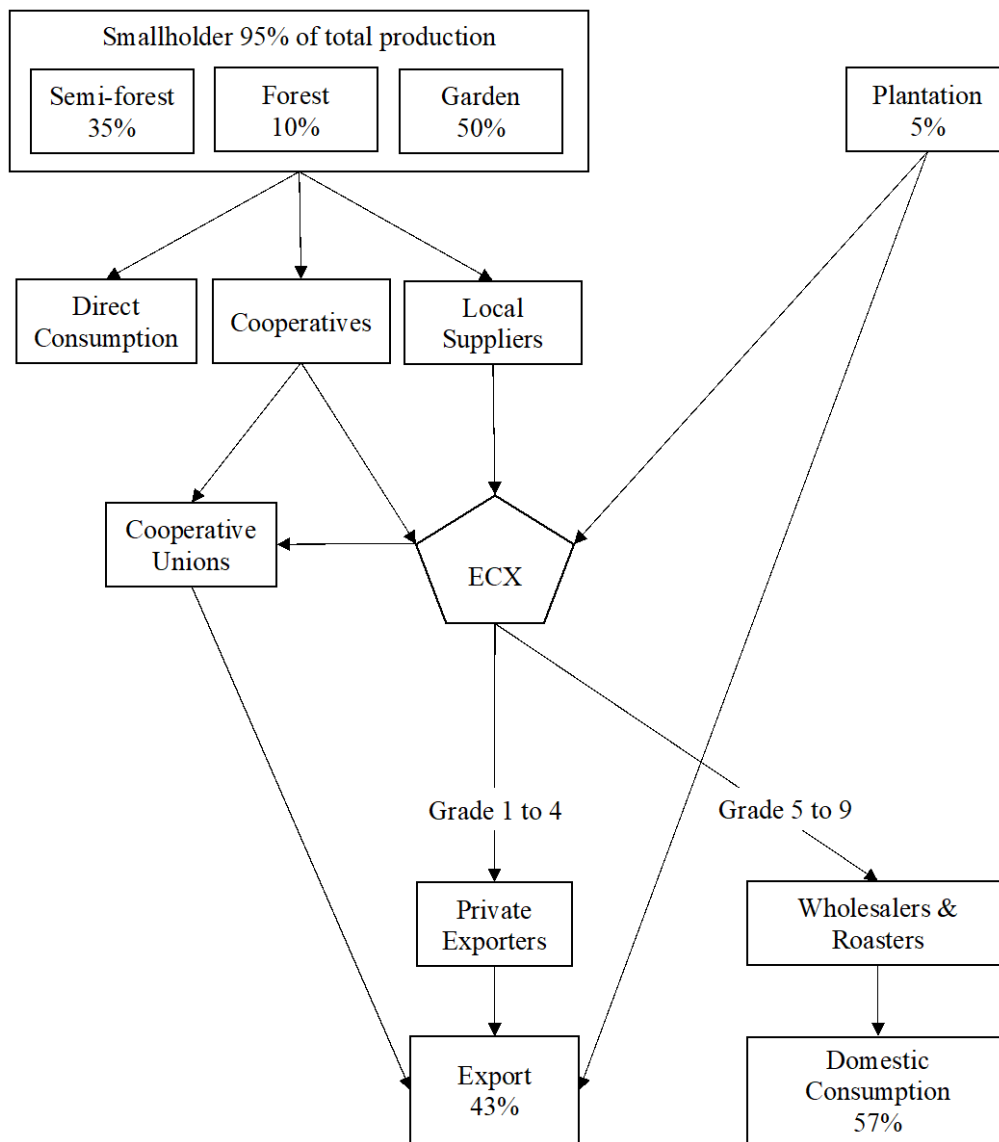 Smallholder 95% of total production
Semi-forest
35%
Forest
10%
Garden
50%
Plantation
5%
Direct
Consumption
Cooperatives
Local
Suppliers
Cooperative
Unions
ECX
Grade 1 to 4
Grade 5 to 9
Private
Exporters
Wholesalers &
Roasters
Export
43%
Domestic
Consumption
57%